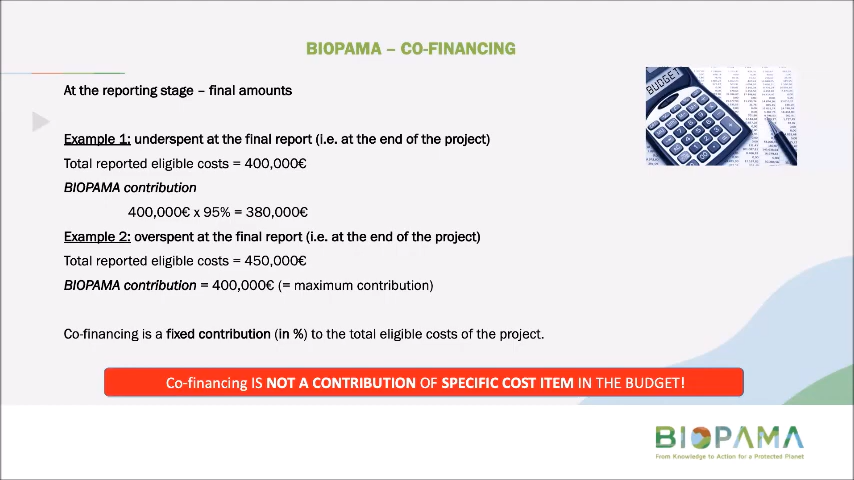 BIOPAMA – CO-FINANCING
At the reporting stage – final amounts
BUDGET
Example 1: underspent at the final report (i.e. at the end of the project)
Total reported eligible costs = 400,000€
BIOPAMA contribution
400,000€ x 95% = 380,000€
Example 2: overspent at the final report (i.e. at the end of the project)
Total reported eligible costs = 450,000€
BIOPAMA contribution = 400,000€ (= maximum contribution)
Co-financing is a fixed contribution (in %) to the total eligible costs of the project.
Co-financing IS NOT A CONTRIBUTION OF SPECIFIC COST ITEM IN THE BUDGET!
BIOPAMA
From Knowledge to Action for a Protected Planet